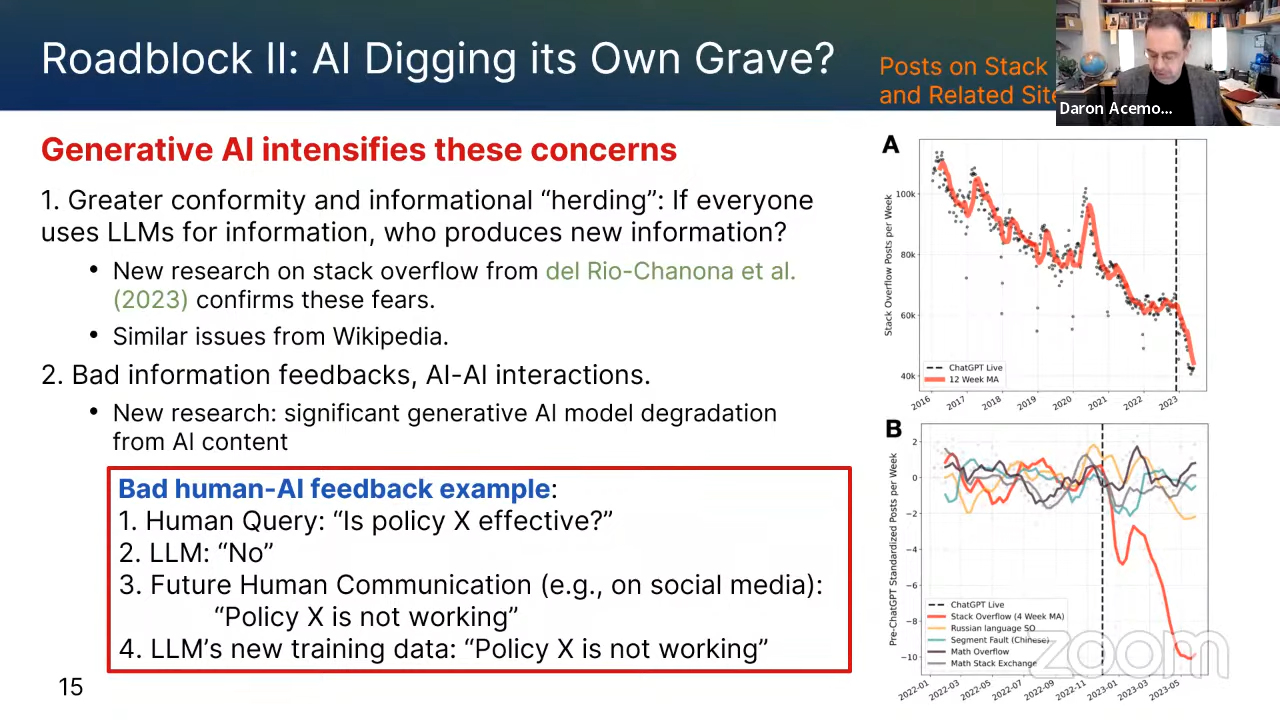 Roadblock II: AI Digging its Own Grave?
Posts on Stack
and Related Site
Daron Acemo...
Generative AI intensifies these concerns
1. Greater conformity and informational “herding”: If everyone
uses LLMs for information, who produces new information?
• New research on stack overflow from del Rio-Chanona et al.
(2023) confirms these fears.
• Similar issues from Wikipedia.
2. Bad information feedbacks, AI-AI interactions.
• New research: significant generative AI model degradation
from AI content
Bad human-AI feedback example:
1. Human Query: “Is policy X effective?”
2. LLM: “No”
3. Future Human Communication (e.g., on social media):
“Policy X is not working”
4. LLM’s new training data: “Policy X is not working”
15
A
Stack Overflow Posts per Week
100k
80k
60k
40k
ChatGPT Live
12 Week MA
2016 2017 2018 2019 2020 2021 2022 2023
B
Pre-ChatGPT Standardized Posts per Week
2
0
−2
−4
−6
−8
−10
ChatGPT Live
Stack Overflow (4 Week MA)
Russian language SO
Segment Fault (Chinese)
Math Overflow
Math Stack Exchange
2022-01 2022-03 2022-05 2022-07 2022-09 2022-11 2023-01 2023-03 2023-05
zoom